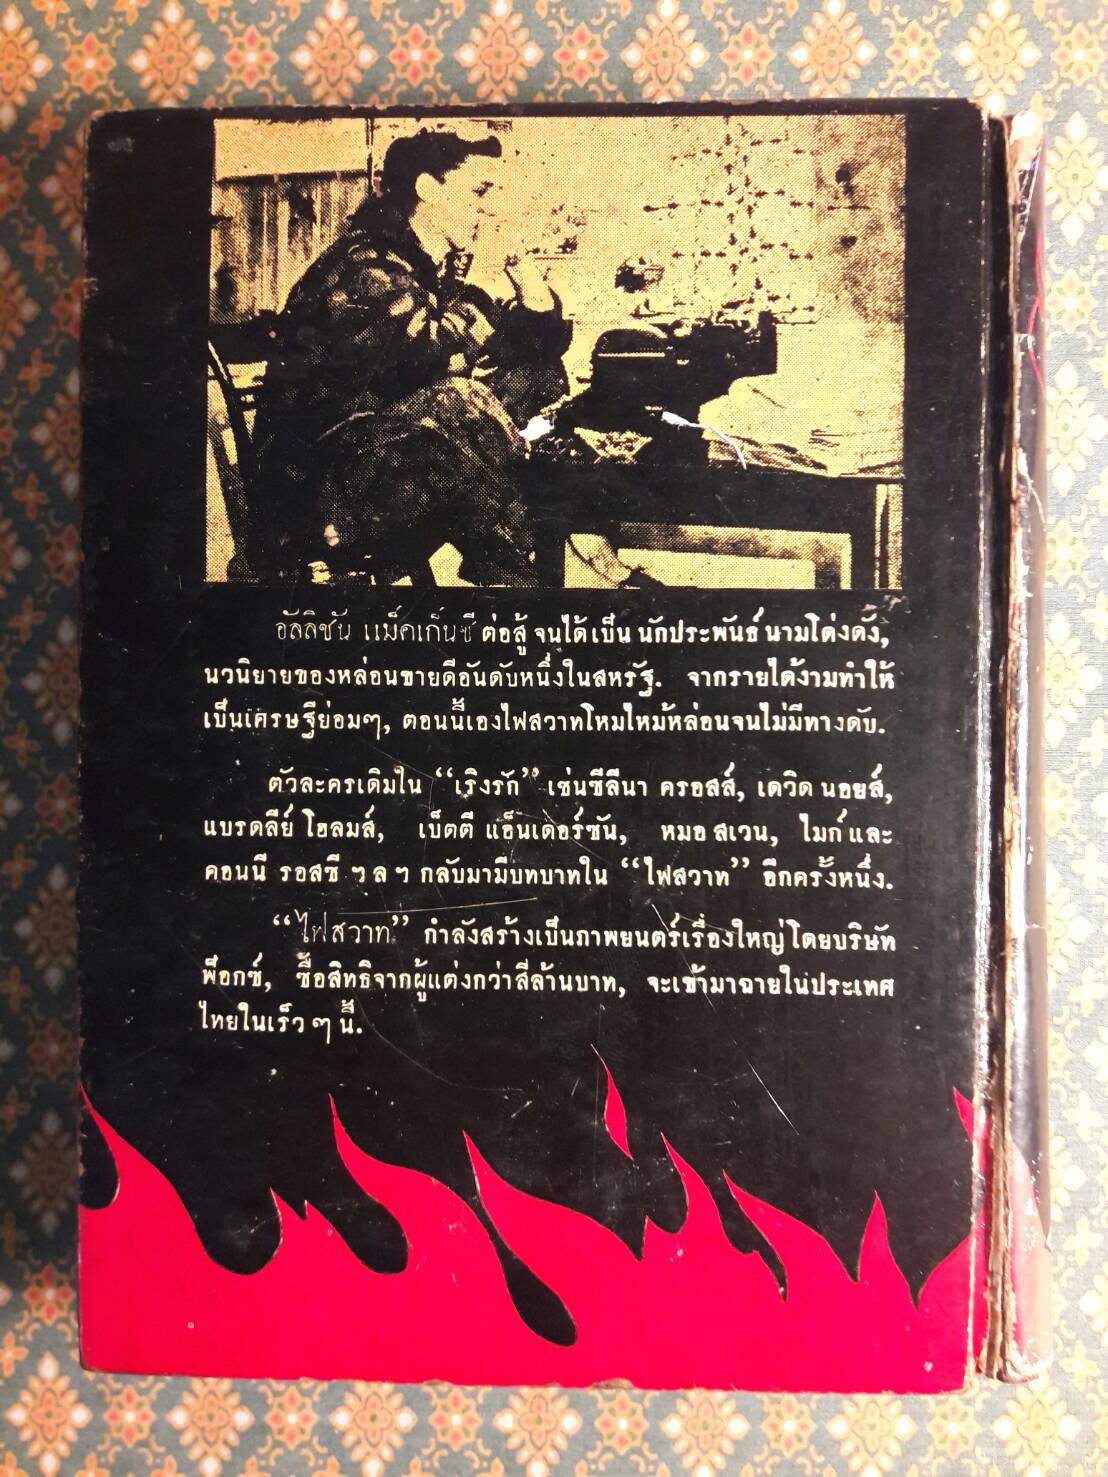 อัลลิซัน แม็คเก็นซี ต่อสู้ จนได้ เป็น นักประพันธ์ นามโด่งดัง,
นวนิยายของหล่อนขายดีอันดับหนึ่งในสหรัฐ. จากรายได้งามทำให้
เป็นเศรษฐีย่อมๆ, ตอนนี้เองไฟสวาทโหมไหม้หล่อนจนไม่มีทางดับ.
ตัวละครเดิมใน “เริงรัก” เช่นซีลีนา ครอสส์, เดวิด นอยส์,
แบรดลีย์ โฮลมส์, เบ็ตตี แอ็นเดอร์ซัน, หมอ สเวน, ไมก์ และ
คอนนี รอสซี ฯ ล ฯ กลับมามีบทบาทใน “ไฟสวาท” อีกครั้งหนึ่ง.
“ไฟสวาท” กำลังสร้างเป็นภาพยนตร์เรื่องใหญ่โดยบริษัท
ฟ็อกซ์, ซื้อสิทธิจากผู้แต่งกว่าสี่ล้านบาท, จะเข้ามาฉายในประเทศ
ไทยในเร็ว ๆ นี้.